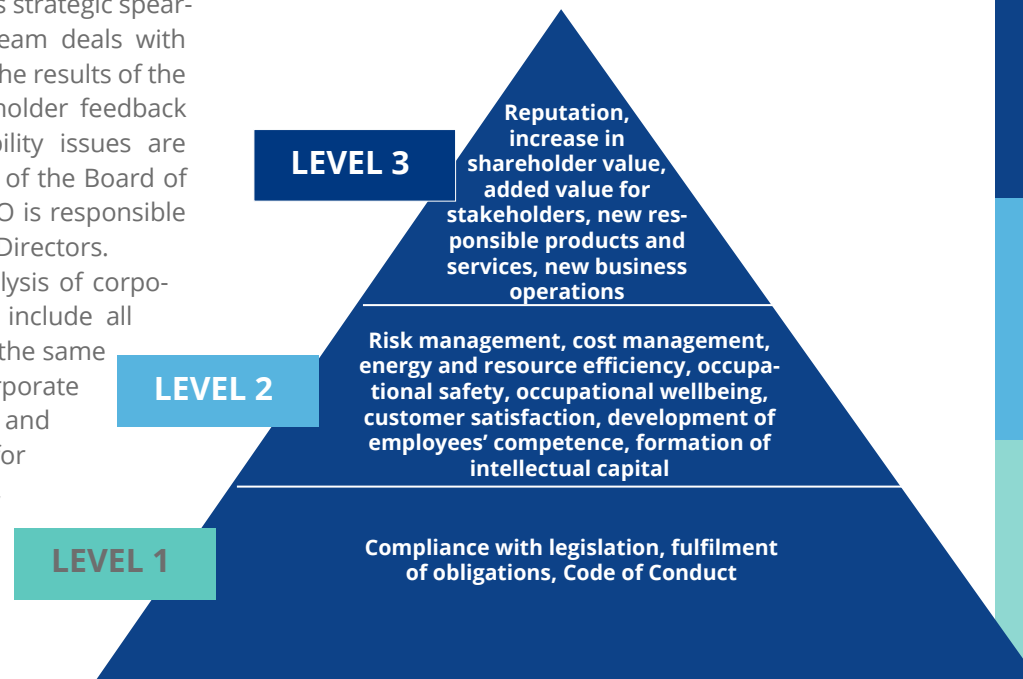 s strategic spear-
eam deals with
he results of the
holder feedback
bility issues are
of the Board of
O is responsible
Directors.
lysis of corpo-
include all
the same
rporate
and
for
LEVEL 3
Reputation,
increase in
shareholder value,
added value for
stakeholders, new res-
ponsible products and
services, new business
operations
LEVEL 2
Risk management, cost management,
energy and resource efficiency, occupa-
tional safety, occupational wellbeing,
customer satisfaction, development of
employees’ competence, formation of
intellectual capital
LEVEL 1
Compliance with legislation, fulfilment
of obligations, Code of Conduct